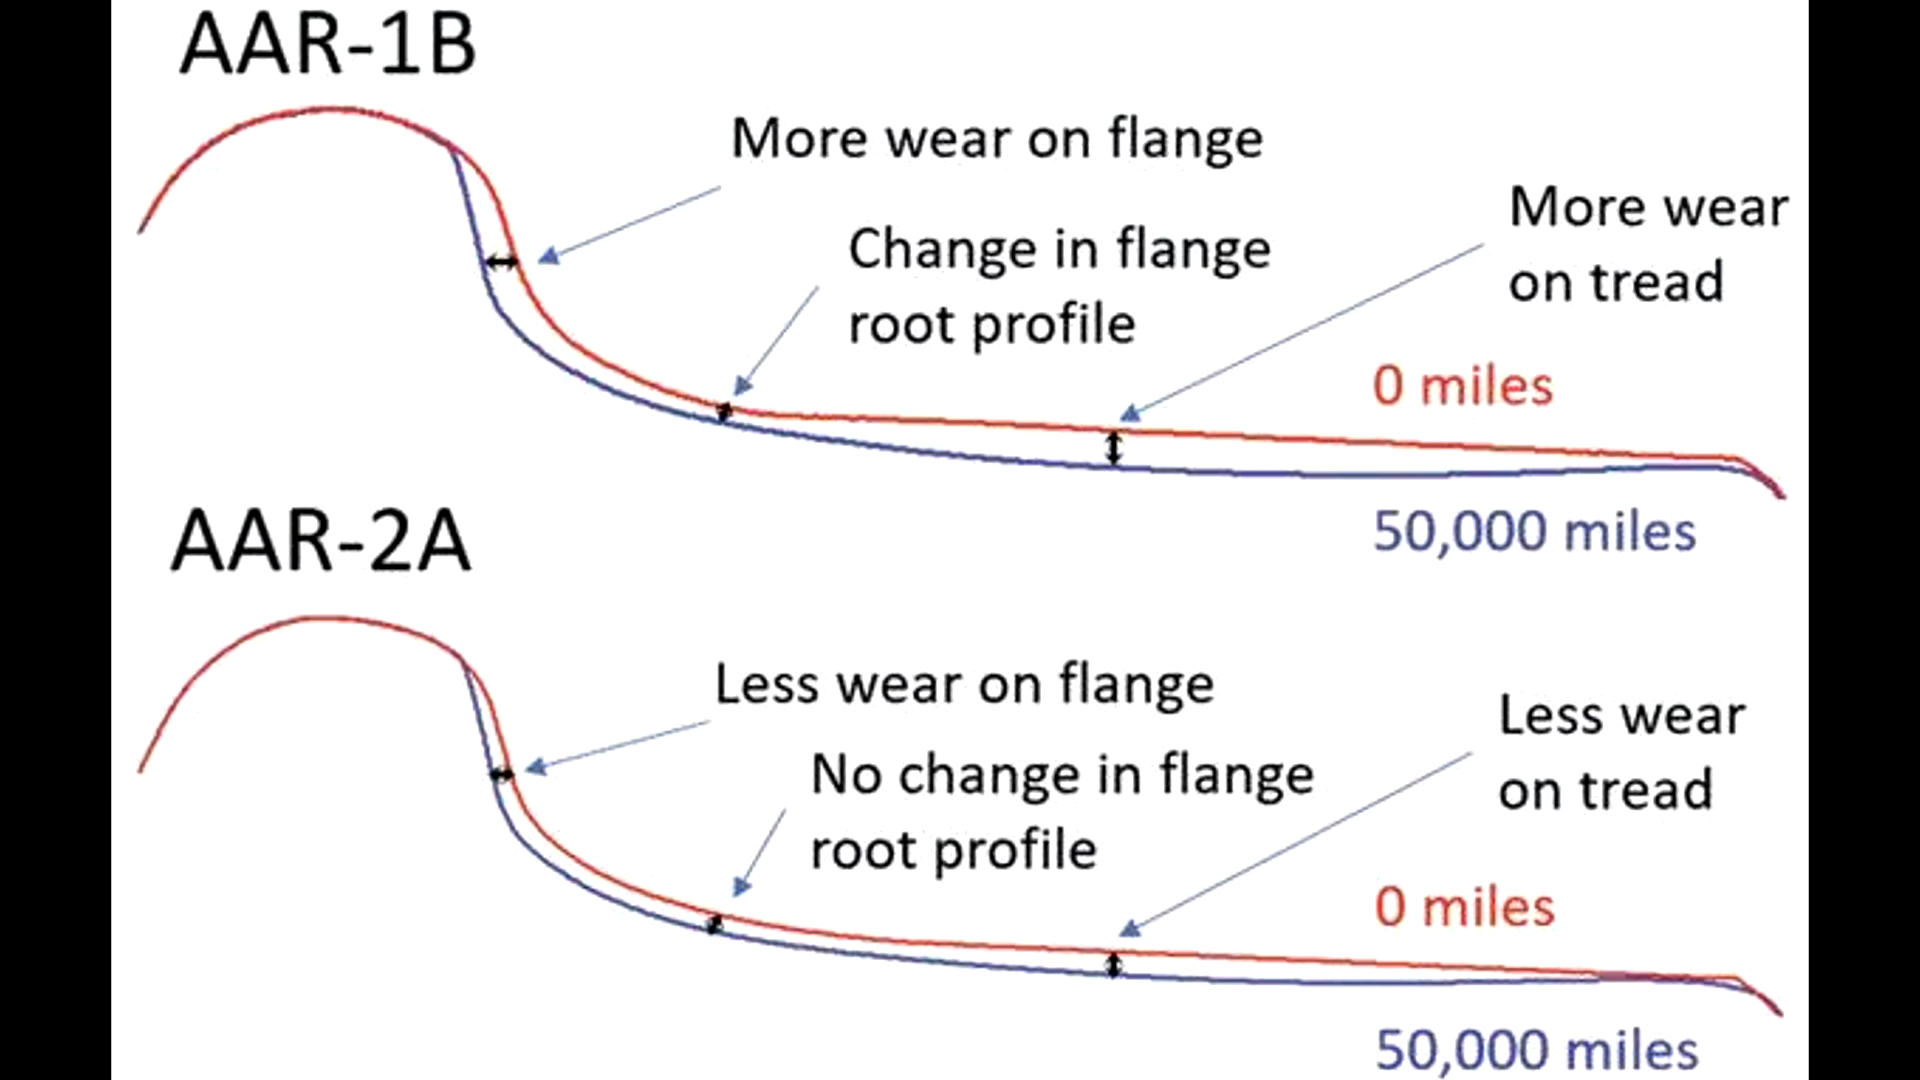 AAR-1B
More wear on flange
Change in flange
root profile
More wear
on tread
0 miles
50,000 miles
AAR-2A
Less wear on flange
No change in flange
root profile
Less wear
on tread
0 miles
50,000 miles